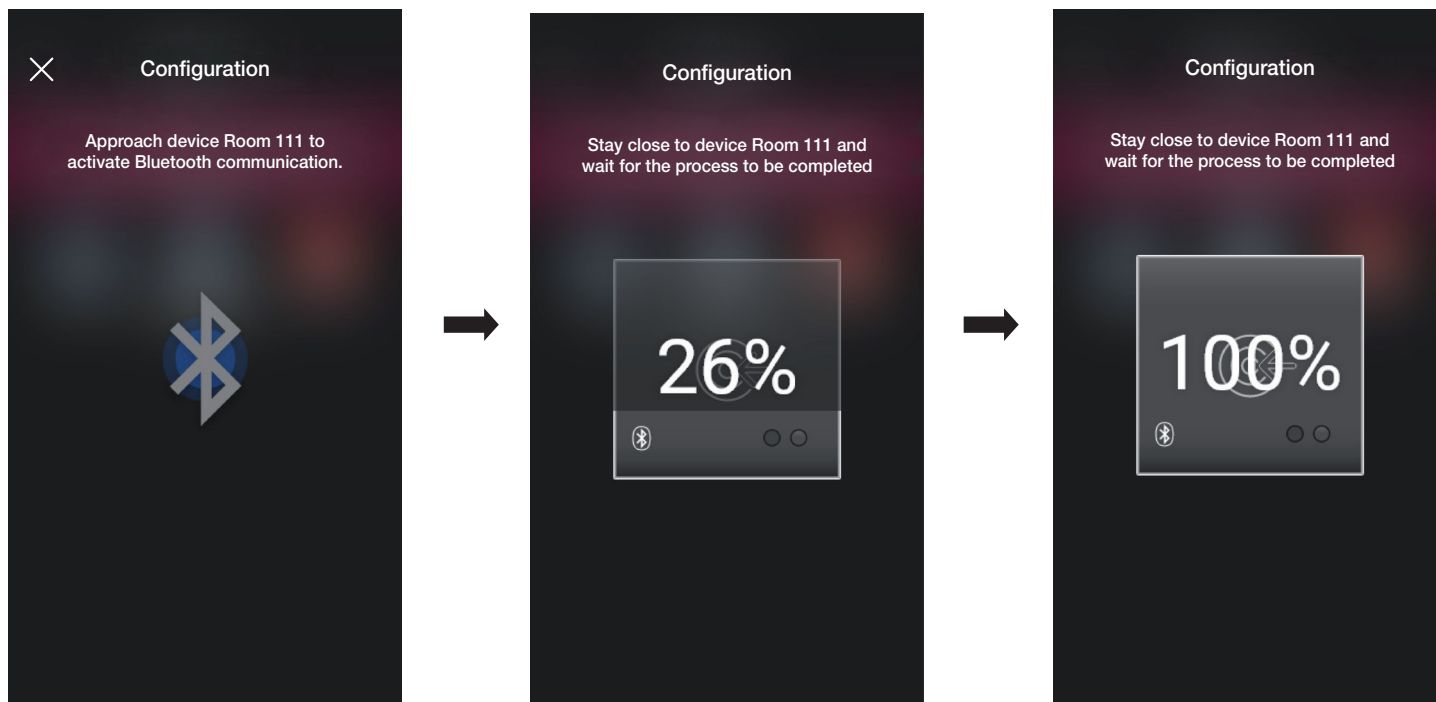 Configuration
Approach device Room 111 to
activate Bluetooth communication.
Configuration
Stay close to device Room 111 and
wait for the process to be completed
26%
Configuration
Stay close to device Room 111 and
wait for the process to be completed
100%